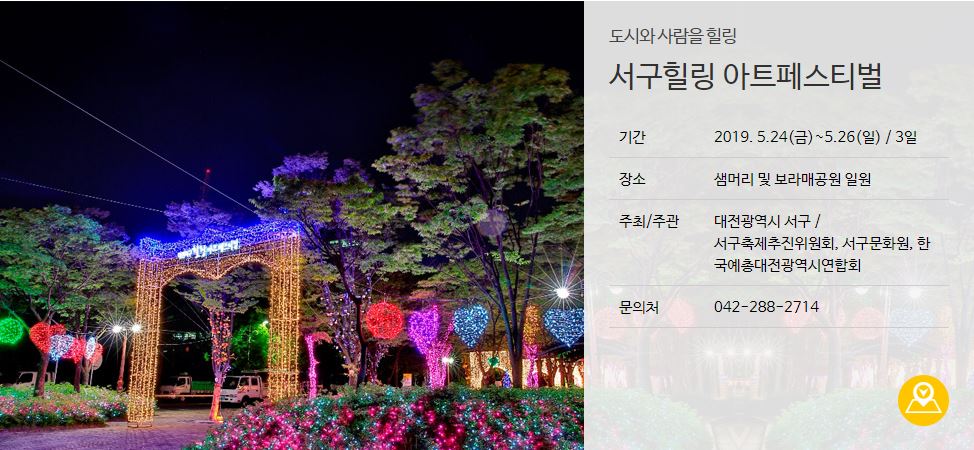 도시와 사람을 힐링
서구힐링 아트페스티벌
기간 2019. 5.24(금)~5.26(일) / 3일
장소 샘머리 및 보라매공원 일원
주최/주관 대전광역시 서구 /
서구축제추진위원회, 서구문화원, 한
국예총대전광역시연합회
문의처 042-288-2714